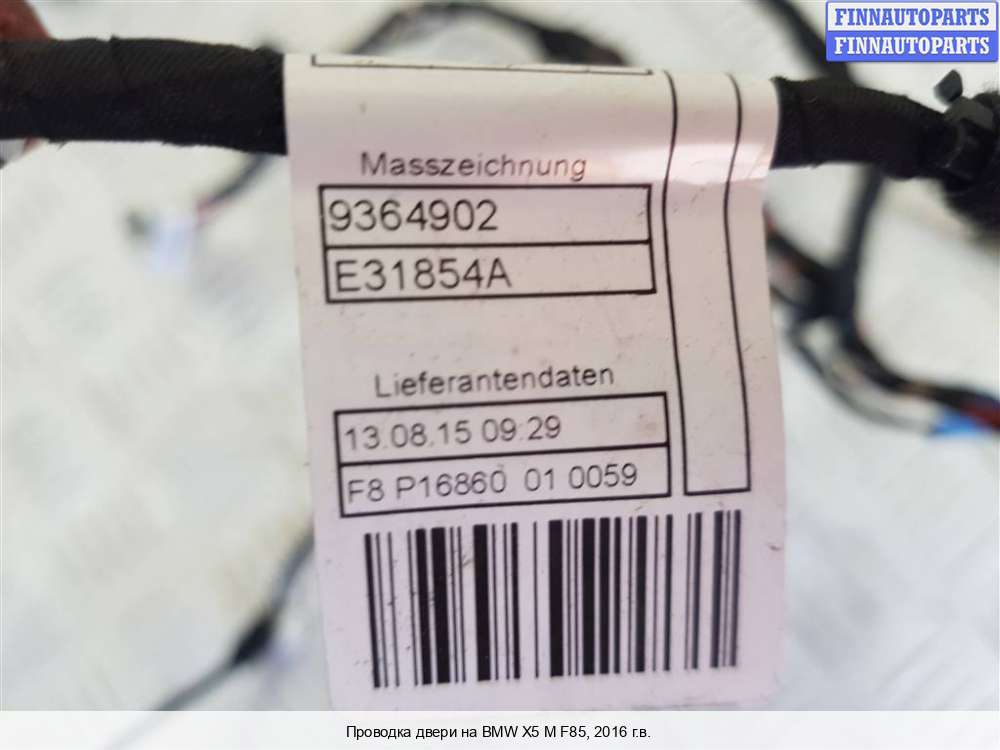 FINNAUTOPARTS
FINNAUTOPARTS
Masszeichnung
9364902
E31854A
Lieferantendaten
13.08.15 09:29
F8 P16860 01 0059
Проводка двери на BMW X5 M F85, 2016 г.в.